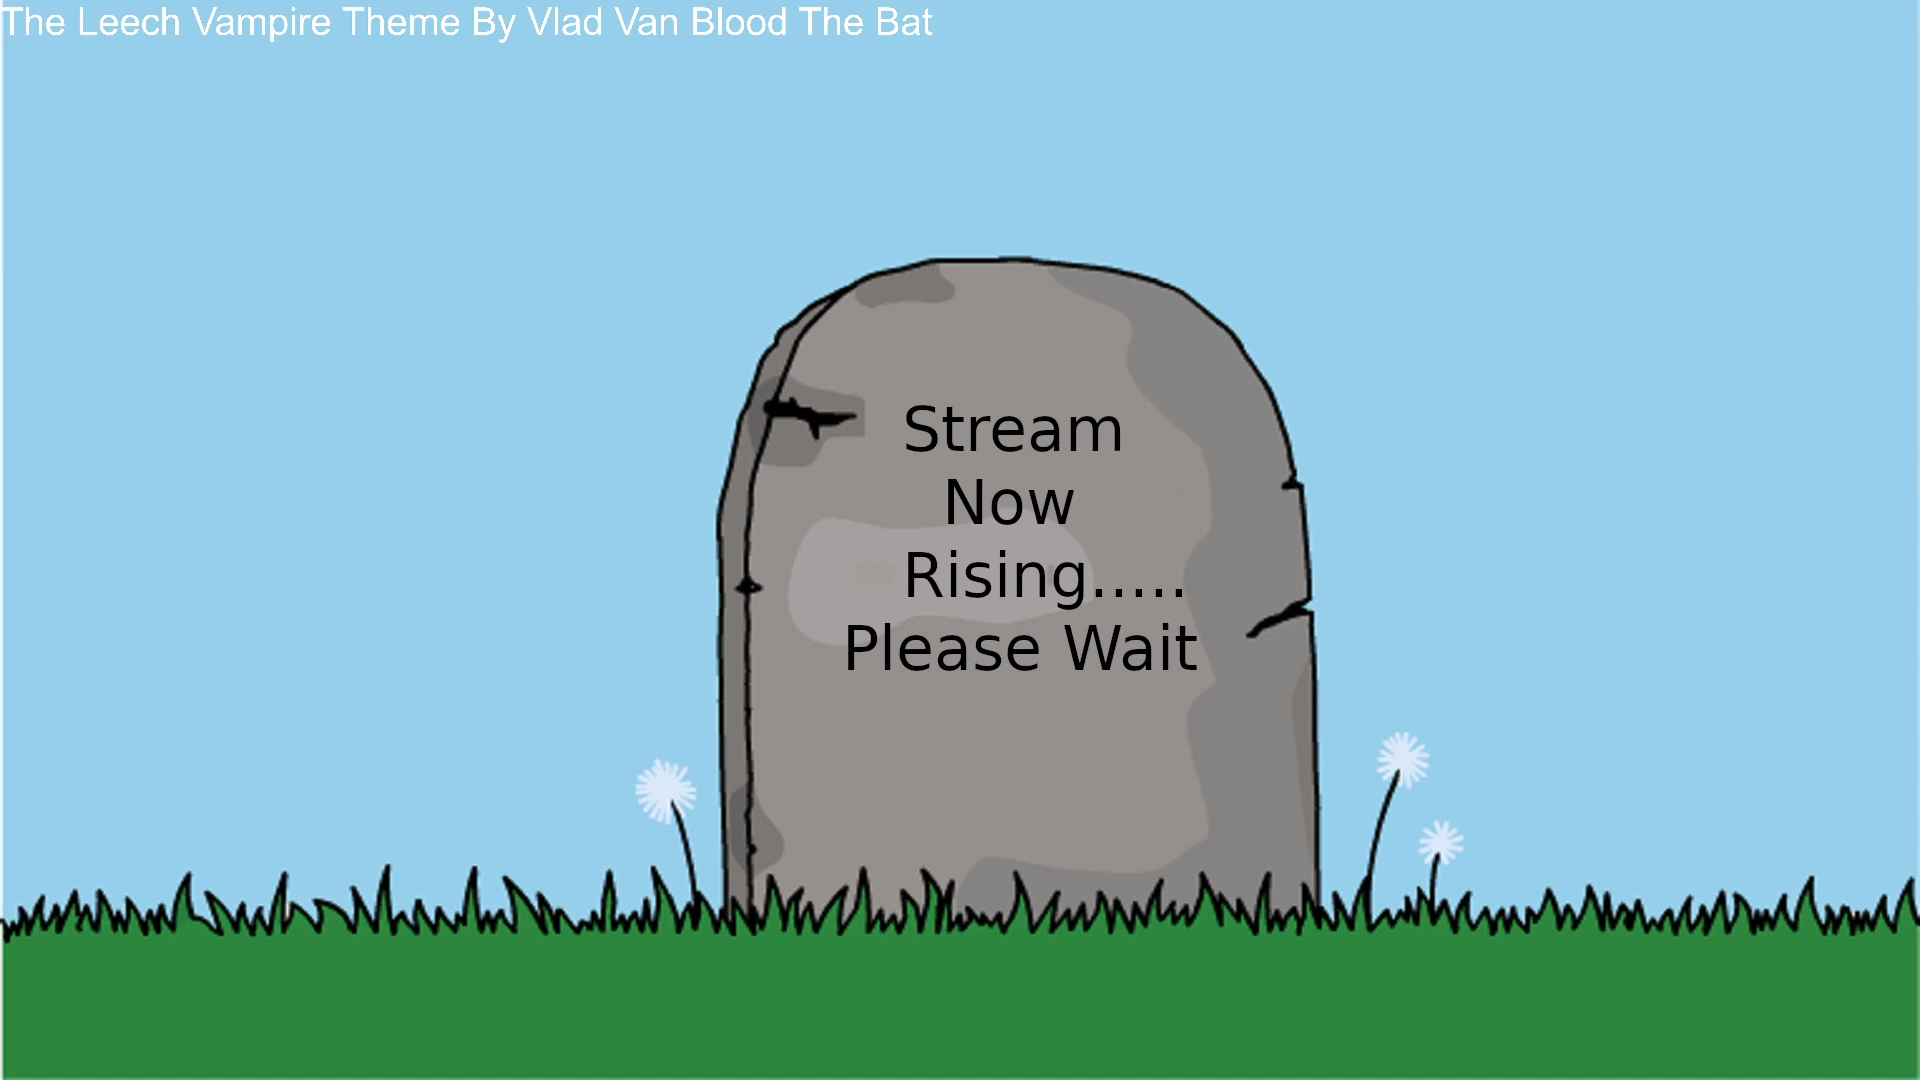 The Leech Vampire Theme By Vlad Van Blood The Bat
Stream
Now
Rising.....
Please Wait